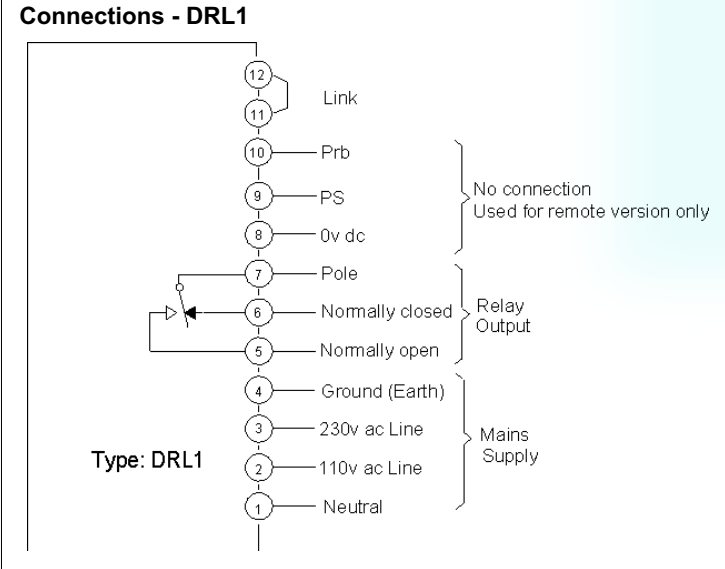 Connections - DRL1
12
Link
11
10 Prb
9 PS
No connection
Used for remote version only
8 0v dc
7 Pole
6 Normally closed
Relay
Output
5 Normally open
4 Ground (Earth)
3 230v ac Line
Mains
Supply
Type: DRL1
2 110v ac Line
1 Neutral